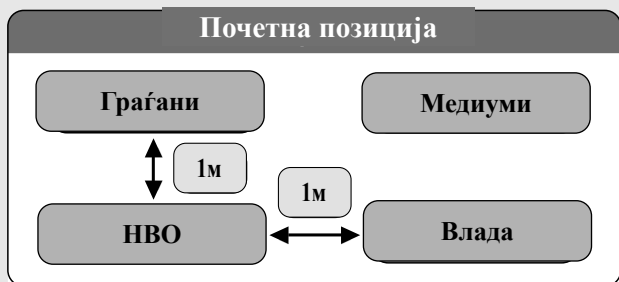 Почетна позиција
Граѓани
Медиуми
1м
1м
НВО
Влада